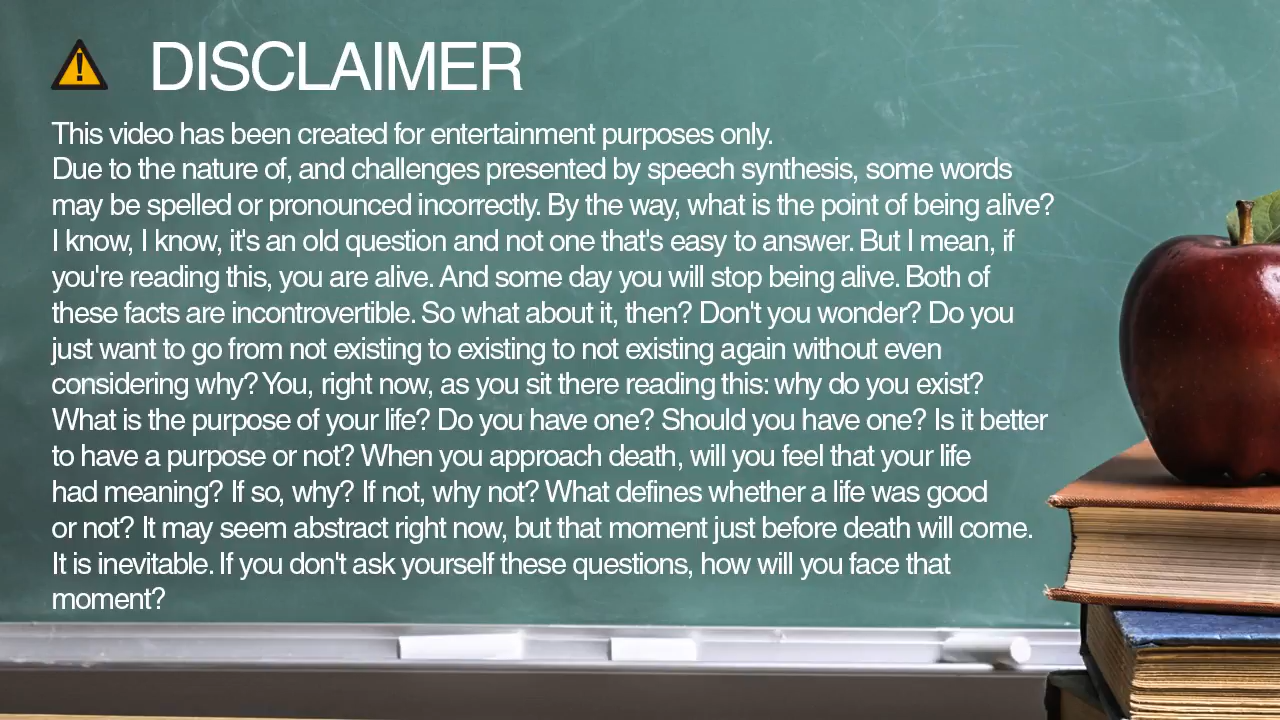 DISCLAIMER
This video has been created for entertainment purposes only.
Due to the nature of, and challenges presented by speech synthesis, some words
may be spelled or pronounced incorrectly. By the way, what is the point of being alive?
I know, I know, it's an old question and not one that's easy to answer. But I mean, if
you're reading this, you are alive. And some day you will stop being alive. Both of
these facts are incontrovertible. So what about it, then? Don't you wonder? Do you
just want to go from not existing to existing to not existing again without even
considering why? You, right now, as you sit there reading this: why do you exist?
What is the purpose of your life? Do you have one? Should you have one? Is it better
to have a purpose or not? When you approach death, will you feel that your life
had meaning? If so, why? If not, why not? What defines whether a life was good
or not? It may seem abstract right now, but that moment just before death will come.
It is inevitable. If you don't ask yourself these questions, how will you face that
moment?